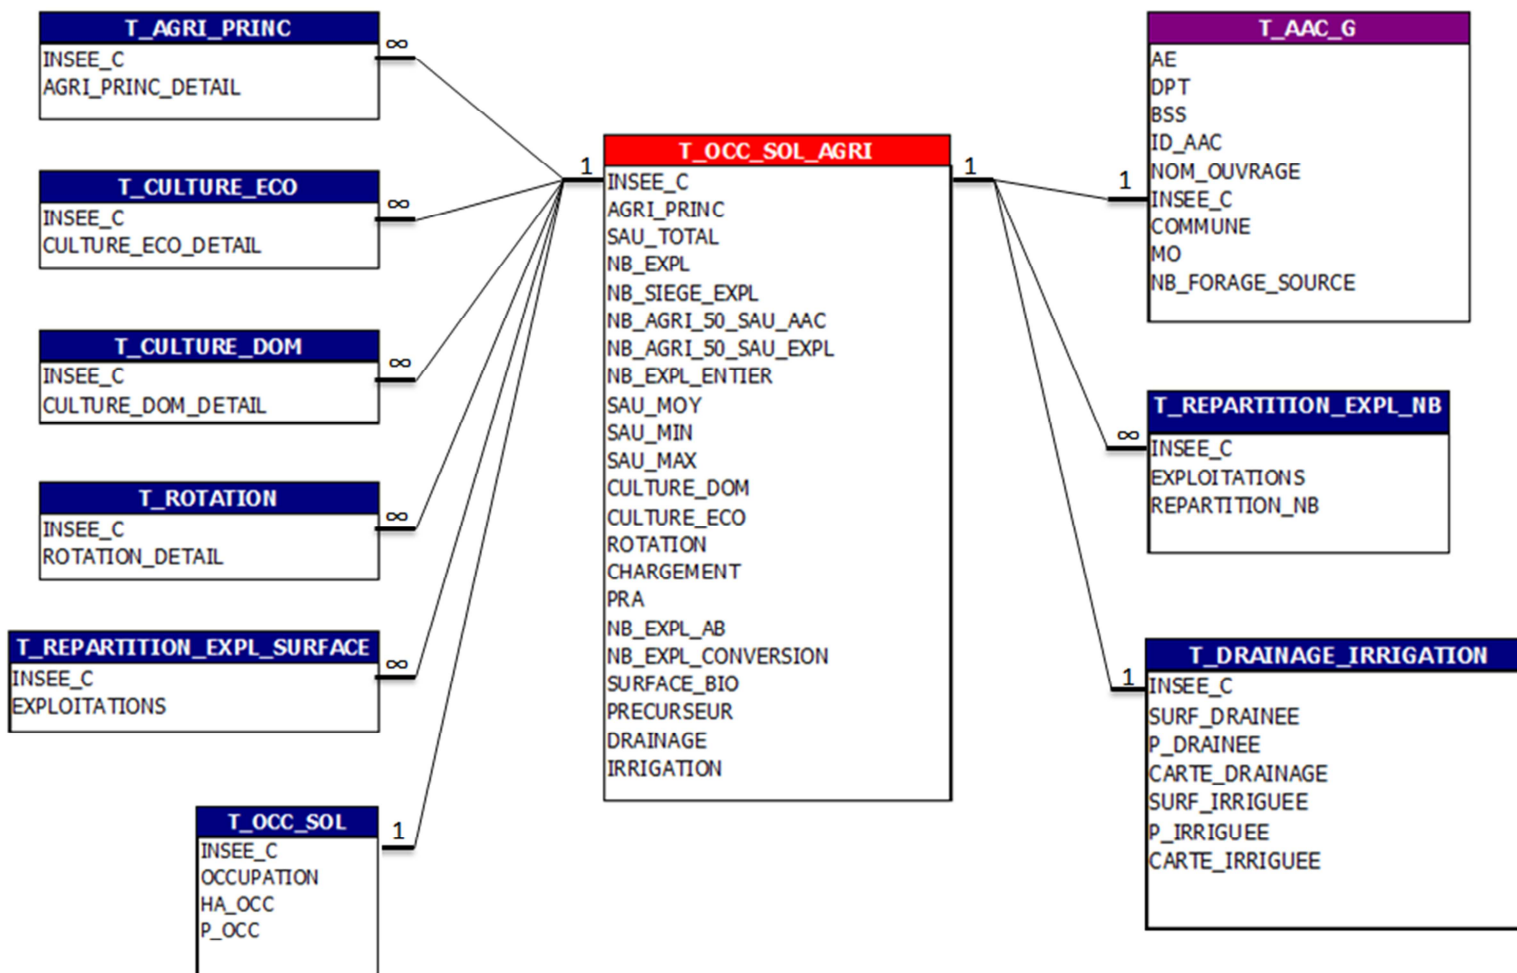 T_AGRI_PRINC
INSEE_C
AGRI_PRINC_DETAIL
∞
T_CULTURE_ECO
INSEE_C
CULTURE_ECO_DETAIL
∞
T_CULTURE_DOM
INSEE_C
CULTURE_DOM_DETAIL
∞
T_ROTATION
INSEE_C
ROTATION_DETAIL
∞
T_REPARTITION_EXPL_SURFACE
INSEE_C
EXPLOITATIONS
∞
T_OCC_SOL
INSEE_C
OCCUPATION
HA_OCC
P_OCC
1
1
T_OCC_SOL_AGRI
INSEE_C
AGRI_PRINC
SAU_TOTAL
NB_EXPL
NB_SIEGE_EXPL
NB_AGRI_50_SAU_AAC
NB_AGRI_50_SAU_EXPL
NB_EXPL_ENTIER
SAU_MOY
SAU_MIN
SAU_MAX
CULTURE_DOM
CULTURE_ECO
ROTATION
CHARGEMENT
PRA
NB_EXPL_AB
NB_EXPL_CONVERSION
SURFACE_BIO
PRECURSEUR
DRAINAGE
IRRIGATION
1
T_AAC_G
AE
DPT
BSS
ID_AAC
NOM_OUVRAGE
INSEE_C
COMMUNE
MO
NB_FORAGE_SOURCE
1
T_REPARTITION_EXPL_NB
INSEE_C
EXPLOITATIONS
REPARTITION_NB
∞
T_DRAINAGE_IRRIGATION
INSEE_C
SURF_DRAINEE
P_DRAINEE
CARTE_DRAINAGE
SURF_IRRIGUEE
P_IRRIGUEE
CARTE_IRRIGUEE
1